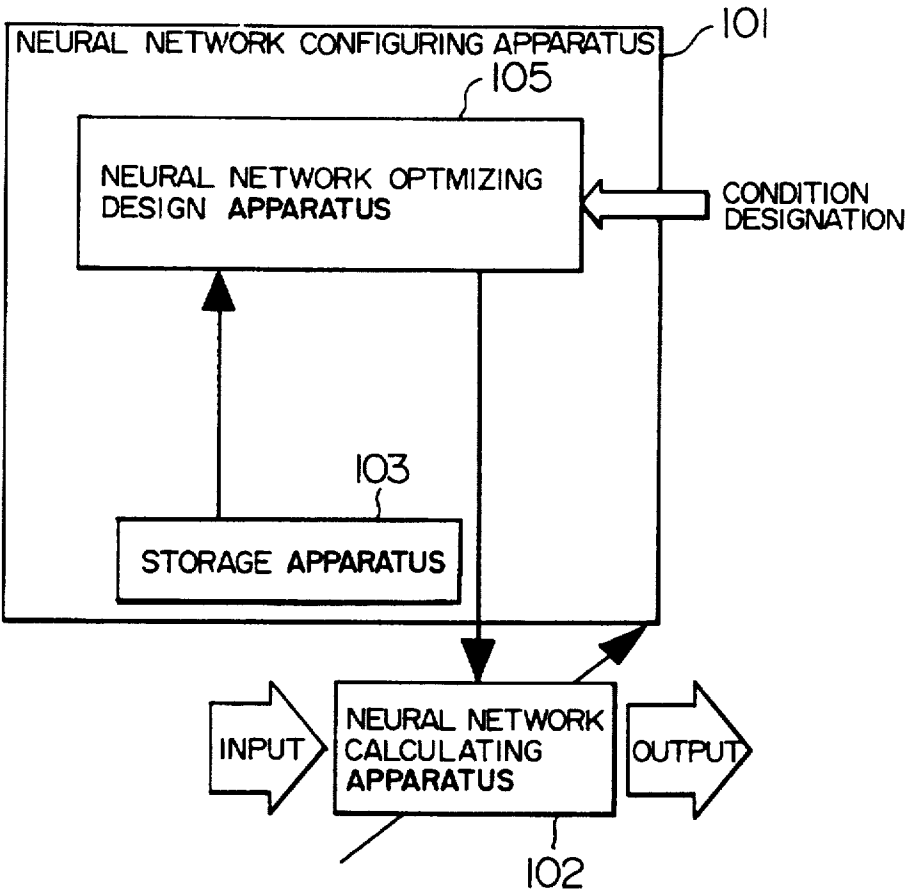 101
NEURAL NETWORK CONFIGURING APPARATUS
105
NEURAL NETWORK OPTMIZING
DESIGN APPARATUS
CONDITION
DESIGNATION
103
STORAGE APPARATUS
INPUT
NEURAL NETWORK
CALCULATING
APPARATUS
OUTPUT
102